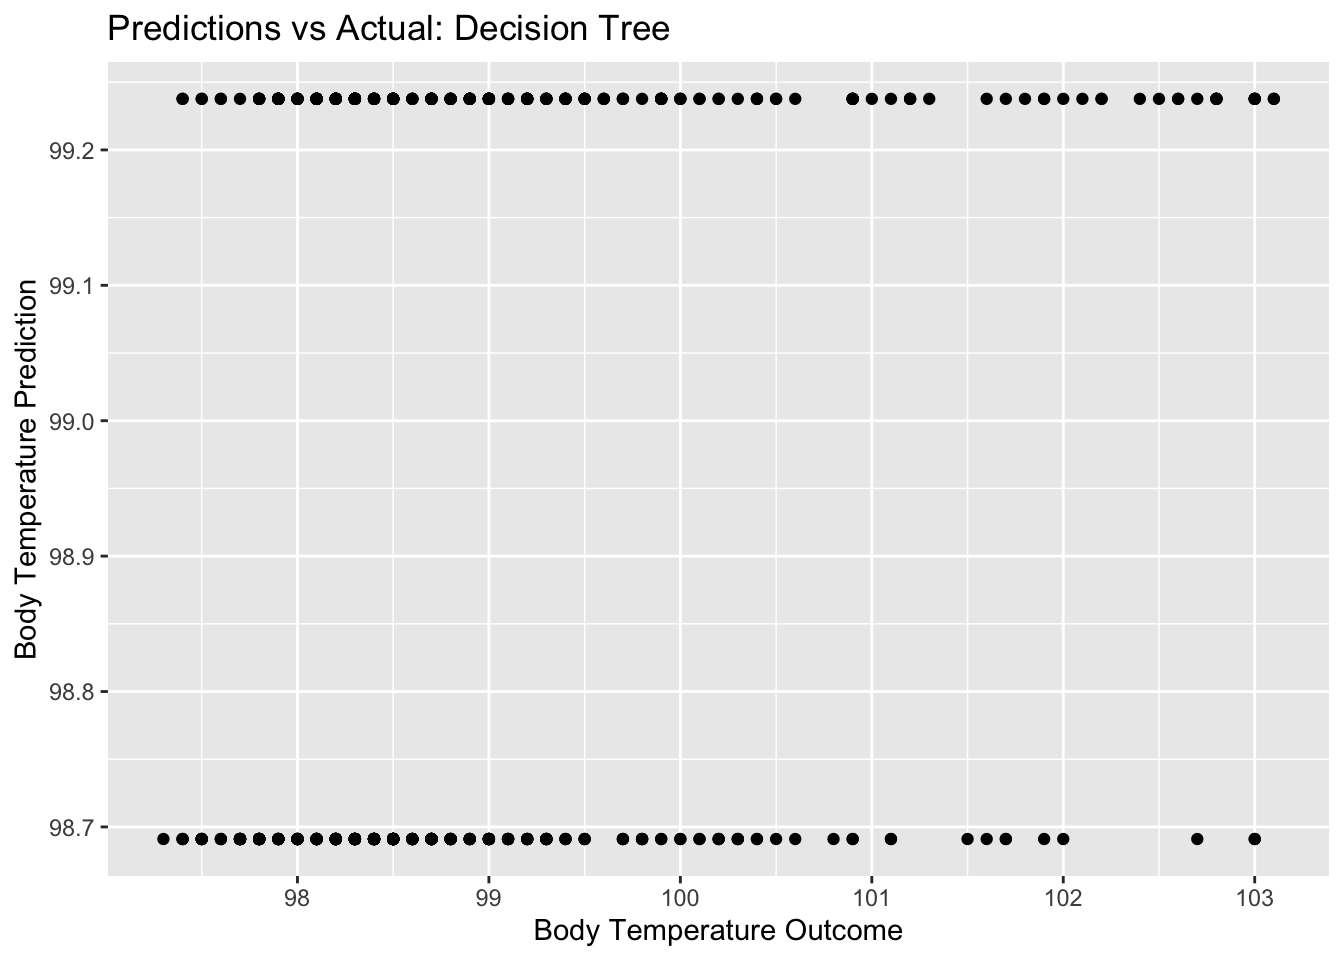 Predictions vs Actual: Decision Tree
Body Temperature Prediction
99.2
99.1
99.0
98.9
98.8
98.7
98 99 100 101 102 103
Body Temperature Outcome